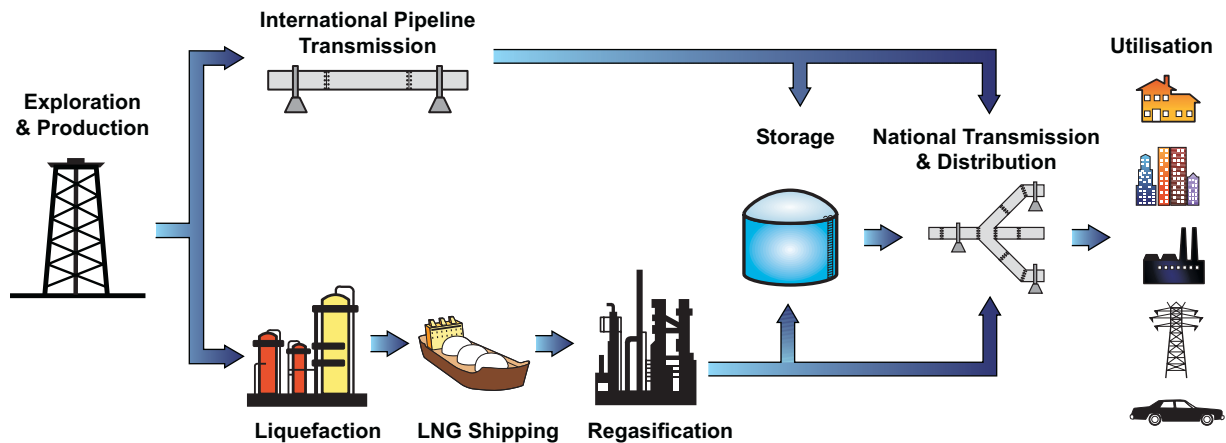 International Pipeline
Transmission
Utilisation
Exploration
& Production
Storage
National Transmission
& Distribution
Liquefaction
LNG Shipping
Regasification